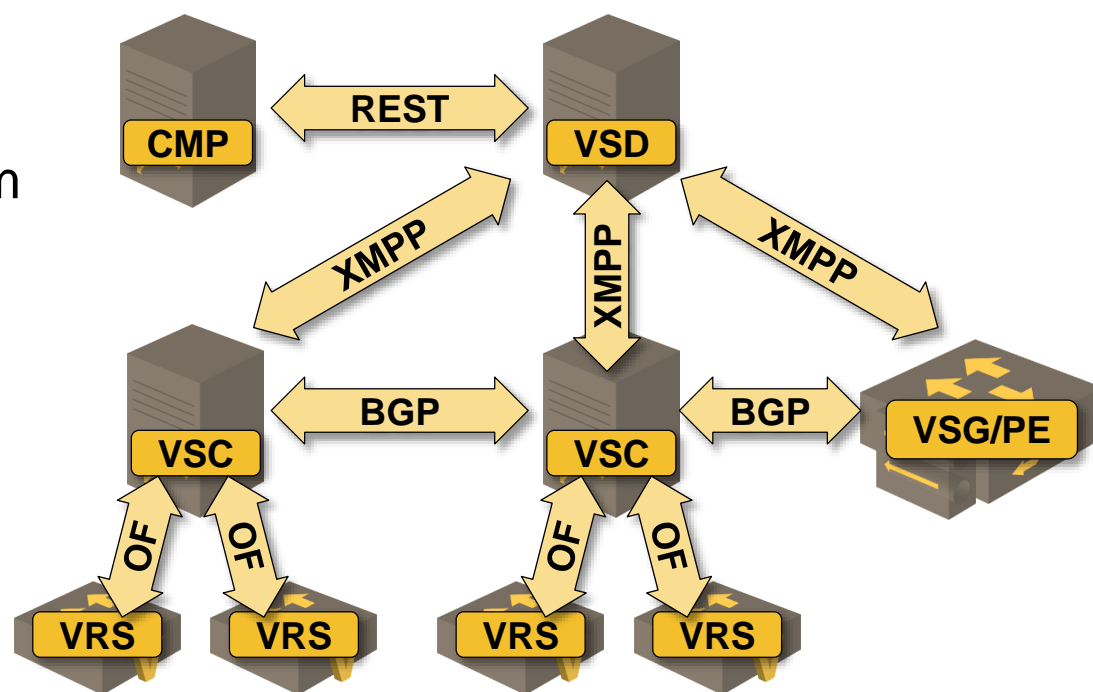 REST
CMP
VSD
m
XMPP
XMPP
XMPP
BGP
BGP
VSC
VSC
VSG/PE
OF
OF
OF
OF
VRS
VRS
VRS
VRS